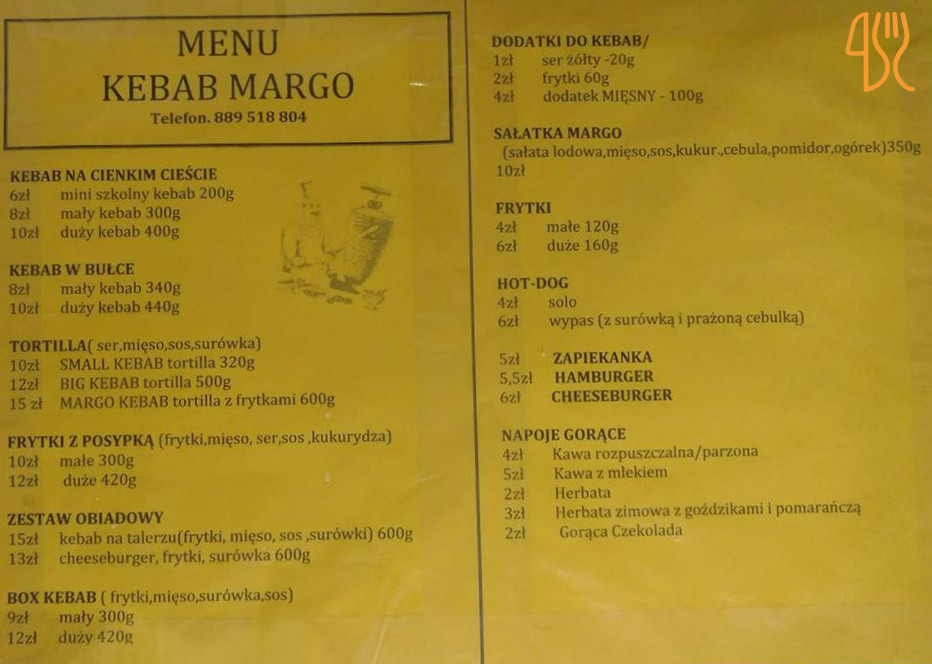 MENU
KEBAB MARGO
Telefon. 889 518 804
KEBAB NA CIENKIM CIEŚCIE
6zł mini szkolny kebab 200g
8zł mały kebab 300g
10zł duży kebab 400g
KEBAB W BUŁCE
8zł mały kebab 340g
10zł duży kebab 440g
TORTILLA( ser,mięso,sos,surówka)
10zł SMALL KEBAB tortilla 320g
12zł BIG KEBAB tortilla 500g
15 zł MARGO KEBAB tortilla z frytkami 600g
FRYTKI Z POSYPKĄ (frytki,mięso, ser,sos ,kukurydza)
10zł małe 300g
12zł duże 420g
ZESTAW OBIADOWY
15zł kebab na talerzu(frytki, mięso, sos ,surówki) 600g
13zł cheeseburger, frytki, surówka 600g
BOX KEBAB ( frytki,mięso,surówka,sos)
9zł mały 300g
12zł duży 420g
DODATKI DO KEBAB/
1zł ser żółty -20g
2zł frytki 60g
4zł dodatek MIĘSNY - 100g
SAŁATKA MARGO
(sałata lodowa,mięso,sos,kukur.,cebula,pomidor,ogórek)350g
10zł
FRYTKI
4zł małe 120g
6zł duże 160g
HOT-DOG
4zł solo
6zł wypas (z surówką i prażoną cebulką)
5zł ZAPIEKANKA
5,5zł HAMBURGER
6zł CHEESEBURGER
NAPOJE GORĄCE
4zł Kawa rozpuszczalna/parzona
5zł Kawa z mlekiem
2zł Herbata
3zł Herbata zimowa z goździkami i pomarańczą
2zł Gorąca Czekolada